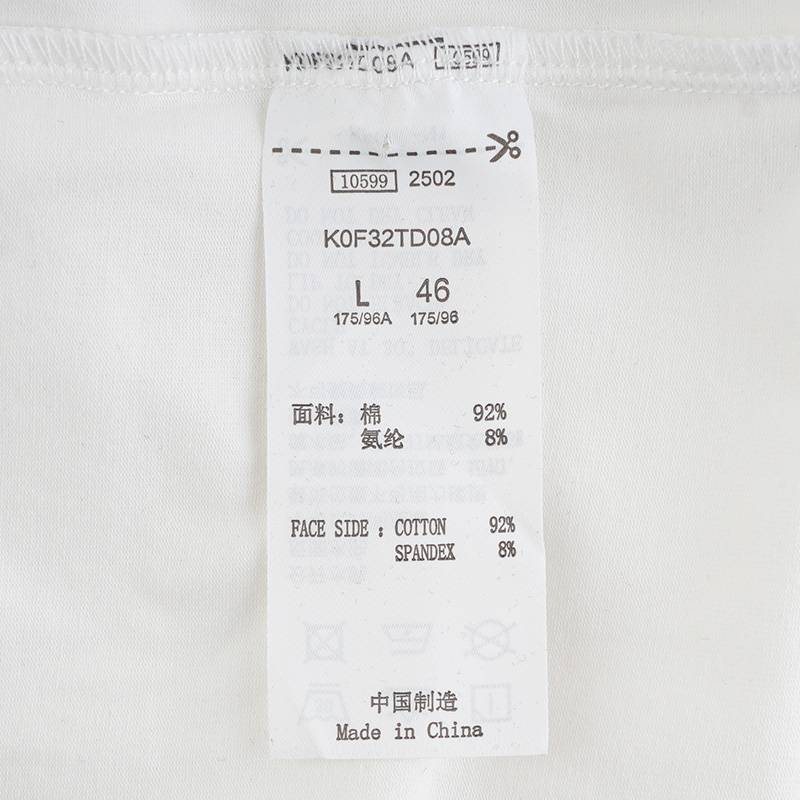 10599 2502
K0F32TD08A
L 46
175/96A 175/96
面料：棉 92%
氨纶 8%
FACE SIDE : COTTON 92%
SPANDEX 8%
中国制造
Made in China